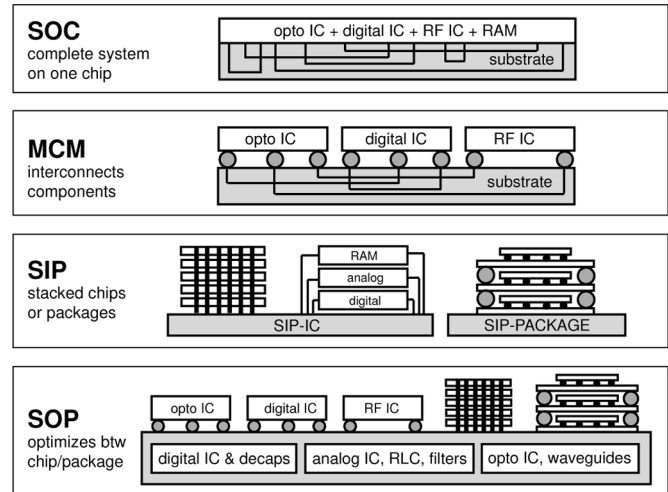 SOC
complete system
on one chip
opto IC + digital IC + RF IC + RAM
substrate
MCM
interconnects
components
opto IC
digital IC
RF IC
substrate
SIP
stacked chips
or packages
RAM
analog
digital
SIP-IC
SIP-PACKAGE
SOP
optimizes btw
chip/package
opto IC
digital IC
RF IC
digital IC & decaps
analog IC, RLC, filters
opto IC, waveguides